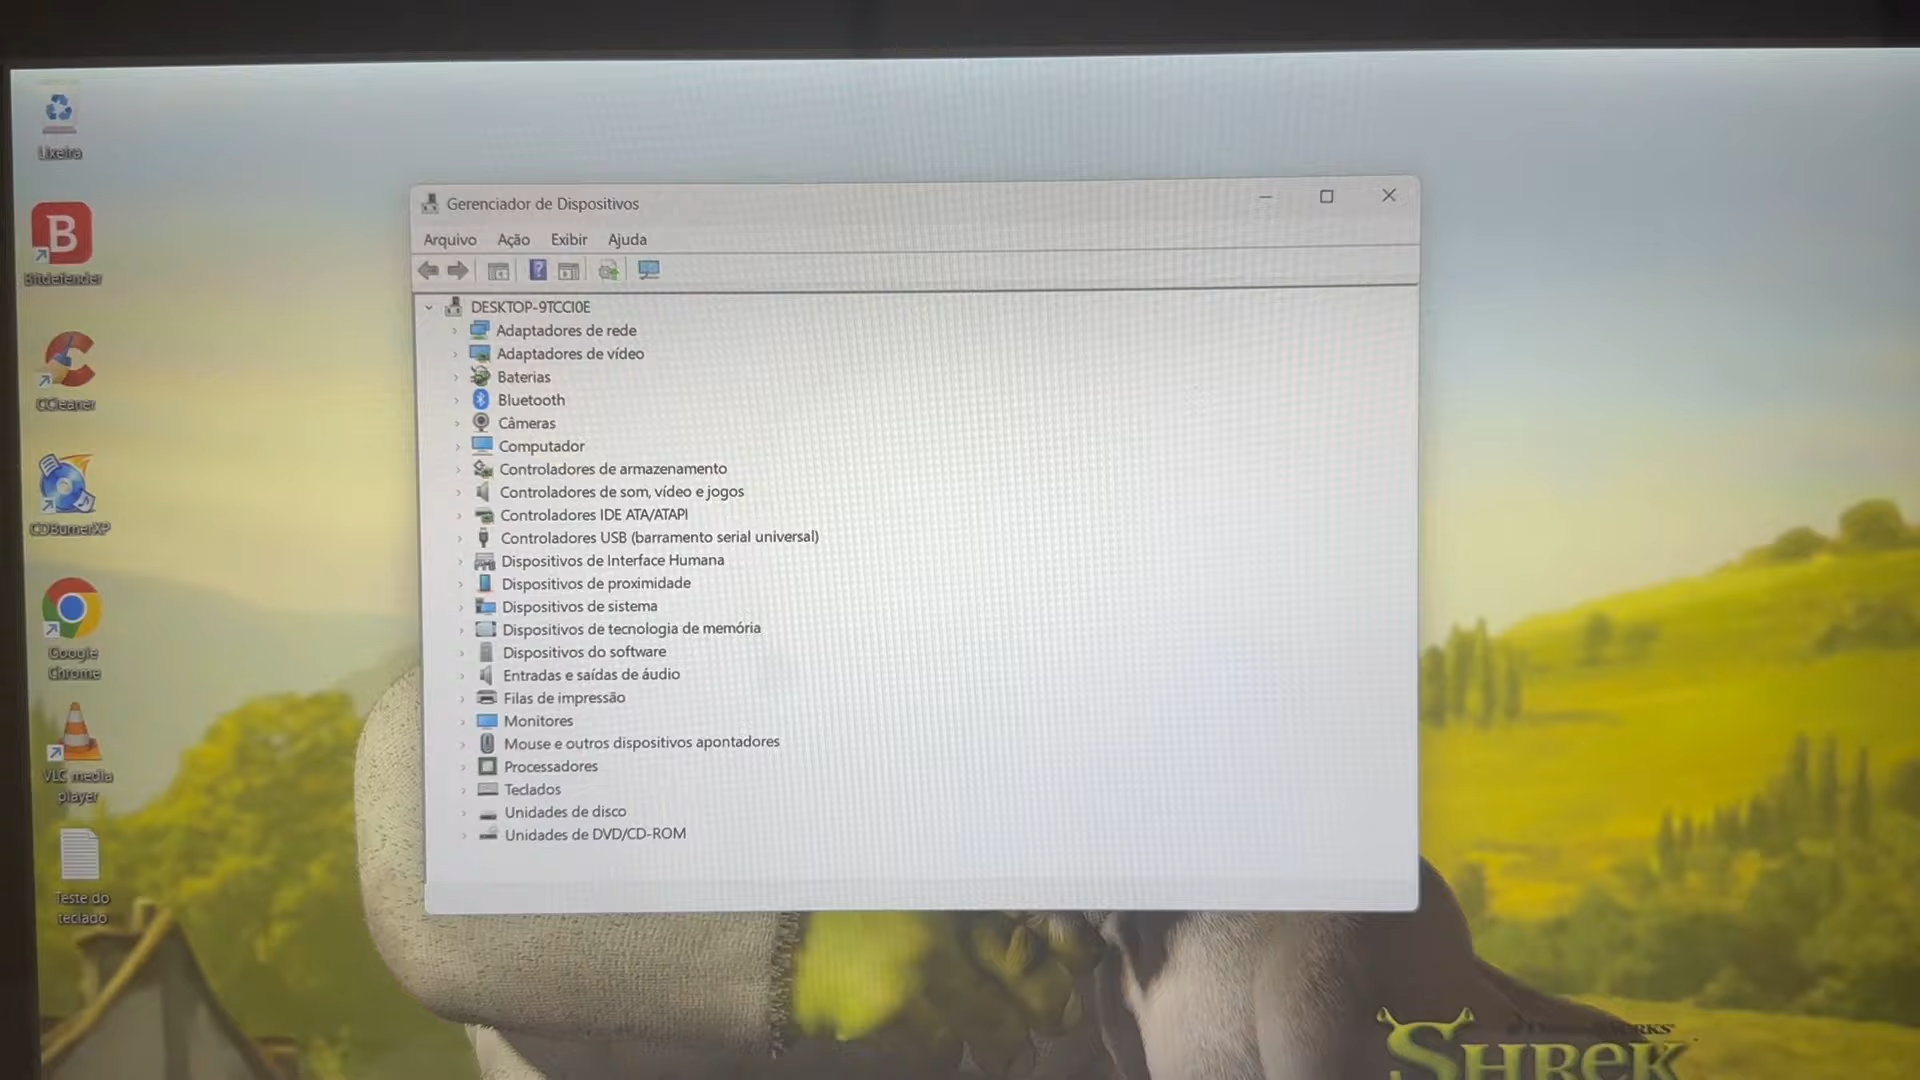 Lixeira
Bitdefender
CCleaner
CDBurnerXP
Google
Chrome
VLC media
player
Teste do
teclado
Gerenciador de Dispositivos
Arquivo Ação Exibir Ajuda
DESKTOP-9TCCI0E
Adaptadores de rede
Adaptadores de vídeo
Baterias
Bluetooth
Câmeras
Computador
Controladores de armazenamento
Controladores de som, vídeo e jogos
Controladores IDE ATA/ATAPI
Controladores USB (barramento serial universal)
Dispositivos de Interface Humana
Dispositivos de proximidade
Dispositivos de sistema
Dispositivos de tecnologia de memória
Dispositivos do software
Entradas e saídas de áudio
Filas de impressão
Monitores
Mouse e outros dispositivos apontadores
Processadores
Teclados
Unidades de disco
Unidades de DVD/CD-ROM
SHREK